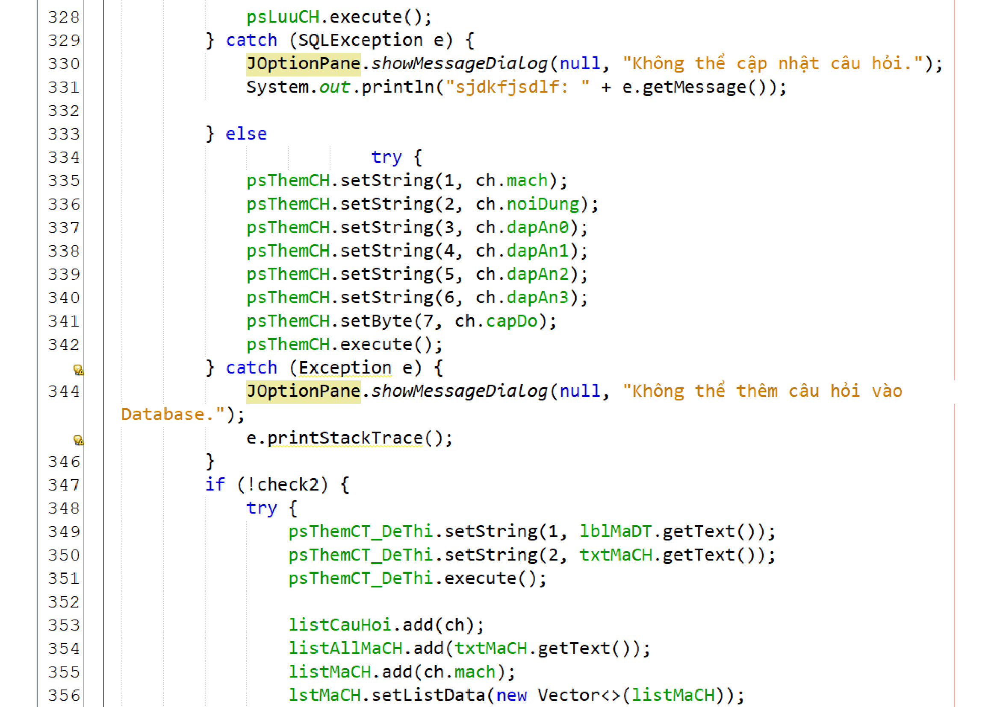 328 psLuuCH.execute();
329 } catch (SQLException e) {
330 JOptionPane.showMessageDialog(null, "Không thể cập nhật câu hỏi.");
331 System.out.println("sjdkfjsdlf: " + e.getMessage());
332
333 } else
334 try {
335 psThemCH.setString(1, ch.mach);
336 psThemCH.setString(2, ch.noiDung);
337 psThemCH.setString(3, ch.dapAn0);
338 psThemCH.setString(4, ch.dapAn1);
339 psThemCH.setString(5, ch.dapAn2);
340 psThemCH.setString(6, ch.dapAn3);
341 psThemCH.setByte(7, ch.capDo);
342 psThemCH.execute();
} catch (Exception e) {
344 JOptionPane.showMessageDialog(null, "Không thể thêm câu hỏi vào
Database.");
e.printStackTrace();
346 }
347 if (!check2) {
348 try {
349 psThemCT_DeThi.setString(1, lblMaDT.getText());
350 psThemCT_DeThi.setString(2, txtMaCH.getText());
351 psThemCT_DeThi.execute();
352
353 listCauHoi.add(ch);
354 listAllMaCH.add(txtMaCH.getText());
355 listMaCH.add(ch.mach);
356 lstMaCH.setListData(new Vector<>(listMaCH));